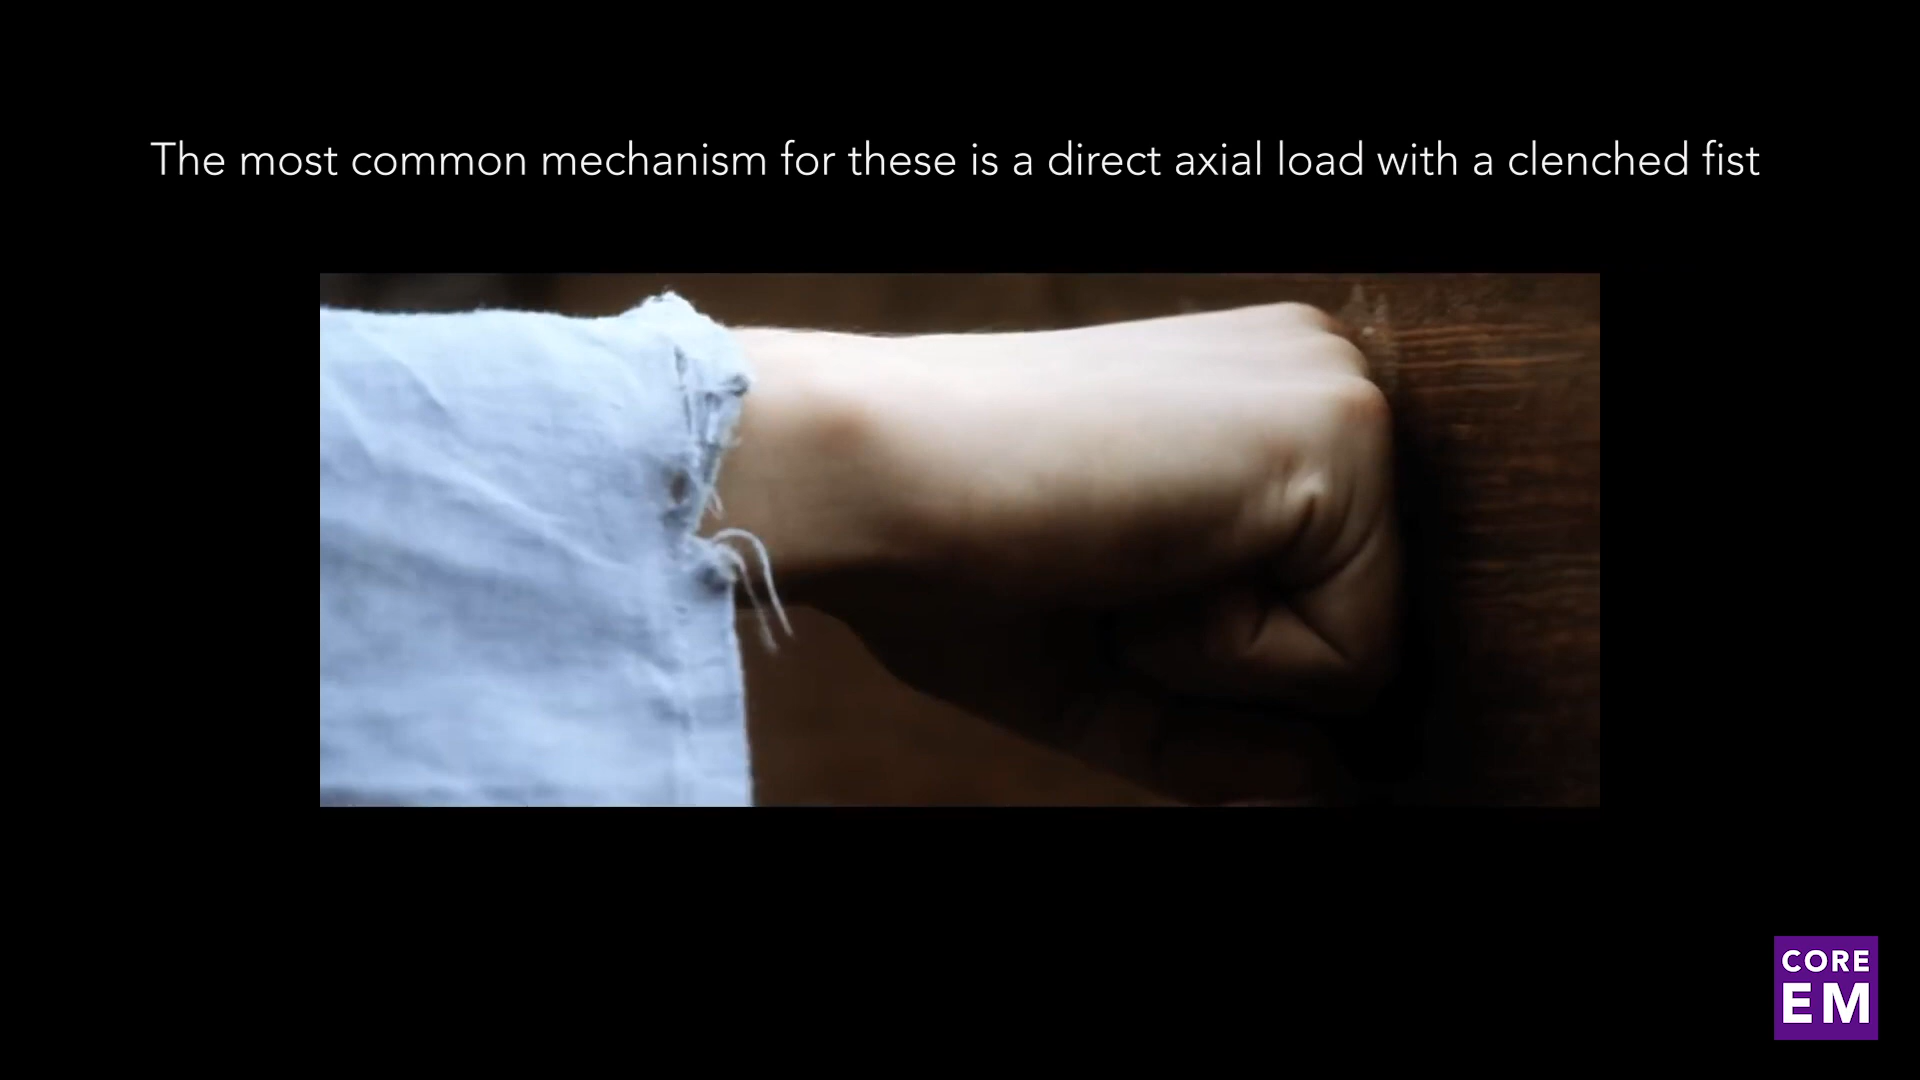 The most common mechanism for these is a direct axial load with a clenched fist
CORE
EM